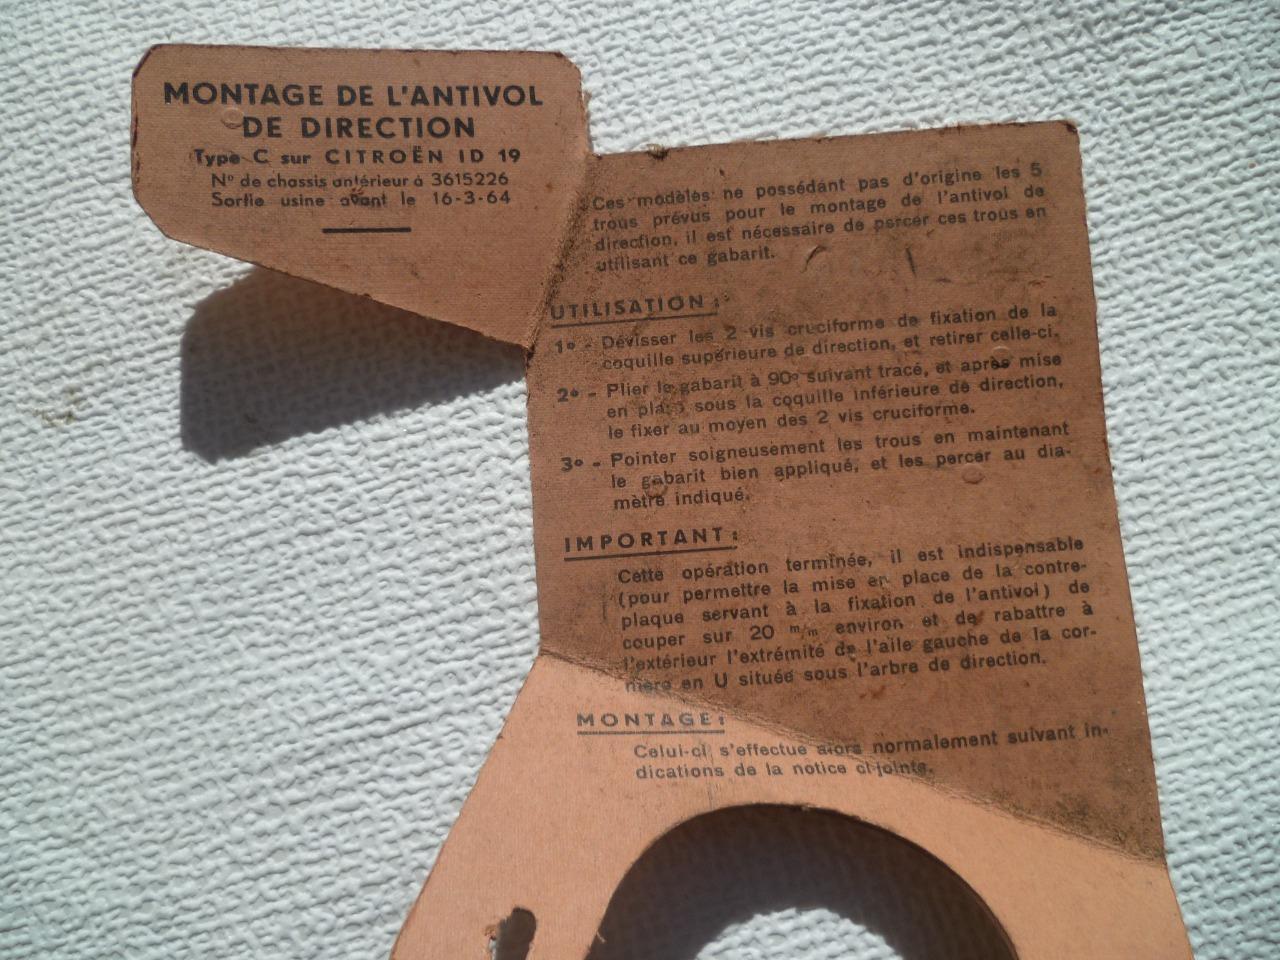 MONTAGE DE L'ANTIVOL
DE DIRECTION
Type C sur CITROËN ID 19
N° de chassis antérieur à 3615226
Sortie usine avant le 16-3-64
Ces modèles ne possédant pas d'origine les 5
trous prévus pour le montage de l'antivol de
direction, il est nécessaire de percer ces trous en
utilisant ce gabarit.
UTILISATION :
1° - Dévisser les 2 vis cruciforme de fixation de la
coquille supérieure de direction, et retirer celle-ci.
2° - Plier le gabarit à 90° suivant tracé, et après mise
en place sous la coquille inférieure de direction,
le fixer au moyen des 2 vis cruciforme.
3° - Pointer soigneusement les trous en maintenant
le gabarit bien appliqué, et les percer au dia-
mètre indiqué.
IMPORTANT :
Cette opération terminée, il est indispensable
(pour permettre la mise en place de la contre-
plaque servant à la fixation de l'antivol) de
couper sur 20 m/m environ et de rabattre à
l'extérieur l'extrémité de l'aile gauche de la cor-
nière en U située sous l'arbre de direction.
MONTAGE :
Celui-ci s'effectue alors normalement suivant in-
dications de la notice ci-jointe.